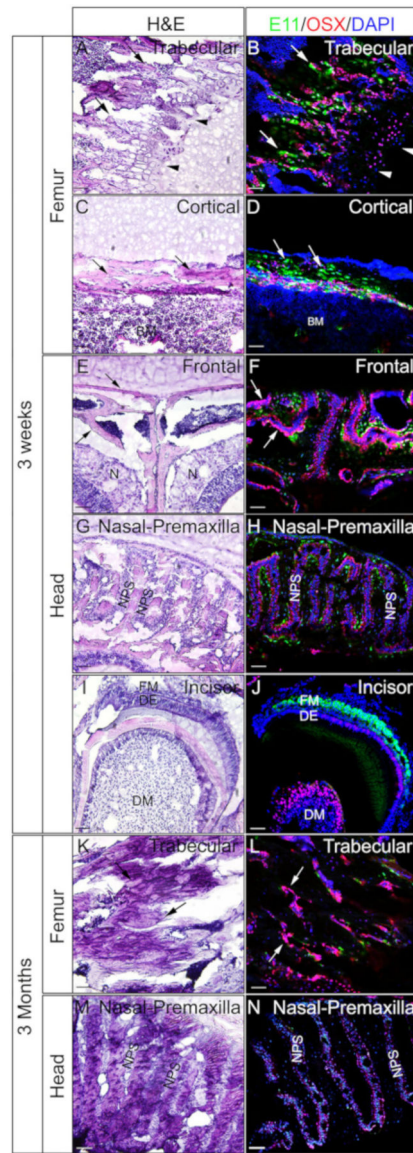 H&E
E11/OSX/DAPI
3 weeks
Femur
A
Trabecular
B
Trabecular
C
Cortical
BM
D
Cortical
BM
Head
E
Frontal
N
N
F
Frontal
G
Nasal-Premaxilla
NPS
NPS
H
Nasal-Premaxilla
NPS
NPS
I
Incisor
FM
DE
DM
J
Incisor
FM
DE
DM
3 Months
Femur
K
Trabecular
L
Trabecular
Head
M
Nasal-Premaxilla
NPS
NPS
N
Nasal-Premaxilla
NPS
NPS